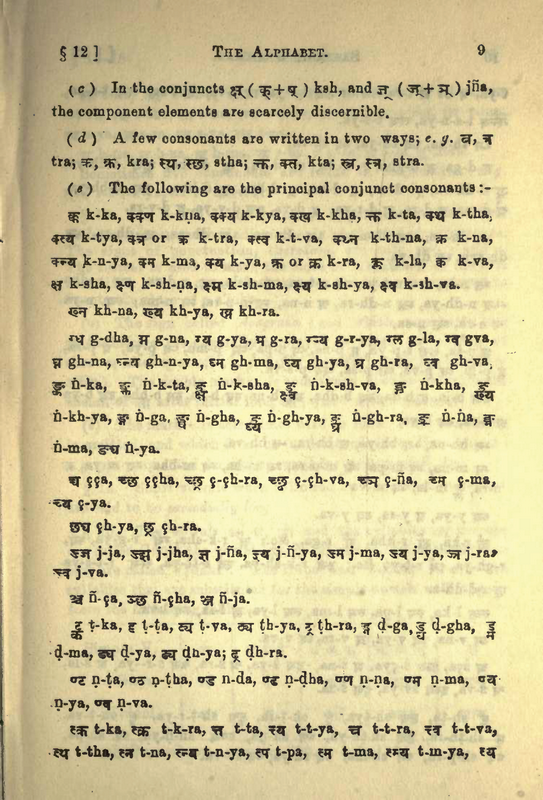 § 12 ] THE ALPHABET. 9
( c ) In the conjuncts क्ष् ( क् + ष् ) ksh, and ज्ञ् ( ज् + ञ् ) jña,
the component elements are scarcely discernible.
( d ) A few consonants are written in two ways; e. g. त्र,
tra; क्र, kra; स्थ, stha; क्त, kta; स्त्र, stra.
( e ) The following are the principal conjunct consonants :-
क्क k-ka, क्क्ण k-kṇa, क्क्य k-kya, क्ख k-kha, क्त k-ta, क्थ k-tha,
क्त्य k-tya, क्त्र or k-tra, क्त्व k-t-va, क्थ्न k-th-na, क्न k-na,
क्न्य k-n-ya, क्म k-ma, क्य k-ya, क्र or k-ra, क्ल k-la, क्व k-va,
क्ष k-sha, क्ष्ण k-sh-ṇa, क्ष्म k-sh-ma, क्ष्य k-sh-ya, क्ष्व k-sh-va.
ख्न kh-na, ख्य kh-ya, ख्र kh-ra.
ग्ध g-dha, ग्न g-na, ग्य g-ya, ग्र g-ra, ग्र्य g-r-ya, ग्ल g-la, ग्व gva,
घ्न gh-na, घ्न्य gh-n-ya, घ्म gh-ma, घ्य gh-ya, घ्र gh-ra, घ्व gh-va,
ङ्क ṅ-ka, ङ्क्त ṅ-k-ta, ङ्क्ष ṅ-k-sha, ङ्क्ष्व ṅ-k-sh-va, ङ्ख ṅ-kha, ङ्ख्य
ṅ-kh-ya, ङ्ग ṅ-ga, ङ्घ ṅ-gha, ङ्घ्य ṅ-gh-ya, ङ्घ्र ṅ-gh-ra, ङ्ङ ṅ-ṅa, ङ्म
ṅ-ma, ङ्य ṅ-ya.
च्च ççа, च्छ ççha, च्छ्र ç-çh-ra, च्छ्व ç-çh-va, च्ञ ç-ña, च्म ç-ma,
च्य ç-ya.
छ्य çh-ya, छ्र çh-ra.
ज्ज j-ja, ज्झ j-jha, ज्ञ j-ña, ज्ञ्य j-ñ-ya, ज्म j-ma, ज्य j-ya, ज्र j-ra,
ज्व j-va.
ञ्च ñ-ça, ञ्छ ñ-çha, ञ्ज ñ-ja.
ट्क ṭ-ka, ट्ट ṭ-ṭa, ट्य ṭ-va, ठ्य ṭh-ya, ठ्र ṭh-ra, ड्ग ḍ-ga, ड्घ ḍ-gha, ड्म
ḍ-ma, ड्य ḍ-ya, ढ्य ḍh-ya; ढ्र ḍh-ra.
ण्ट ṇ-ṭa, ण्ठ ṇ-ṭha, ण्ड n-da, ण्ढ ṇ-ḍha, ण्ण ṇ-ṇa, ण्म ṇ-ma, ण्य
ṇ-ya, ण्व ṇ-va.
त्क t-ka, त्क्र t-k-ra, त्त t-ta, त्त्य t-t-ya, त्त्र t-t-ra, त्त्व t-t-va,
त्थ t-tha, त्न t-na, त्न्य t-n-ya, त्प t-pa, त्म t-ma, त्म्य t-m-ya, त्य